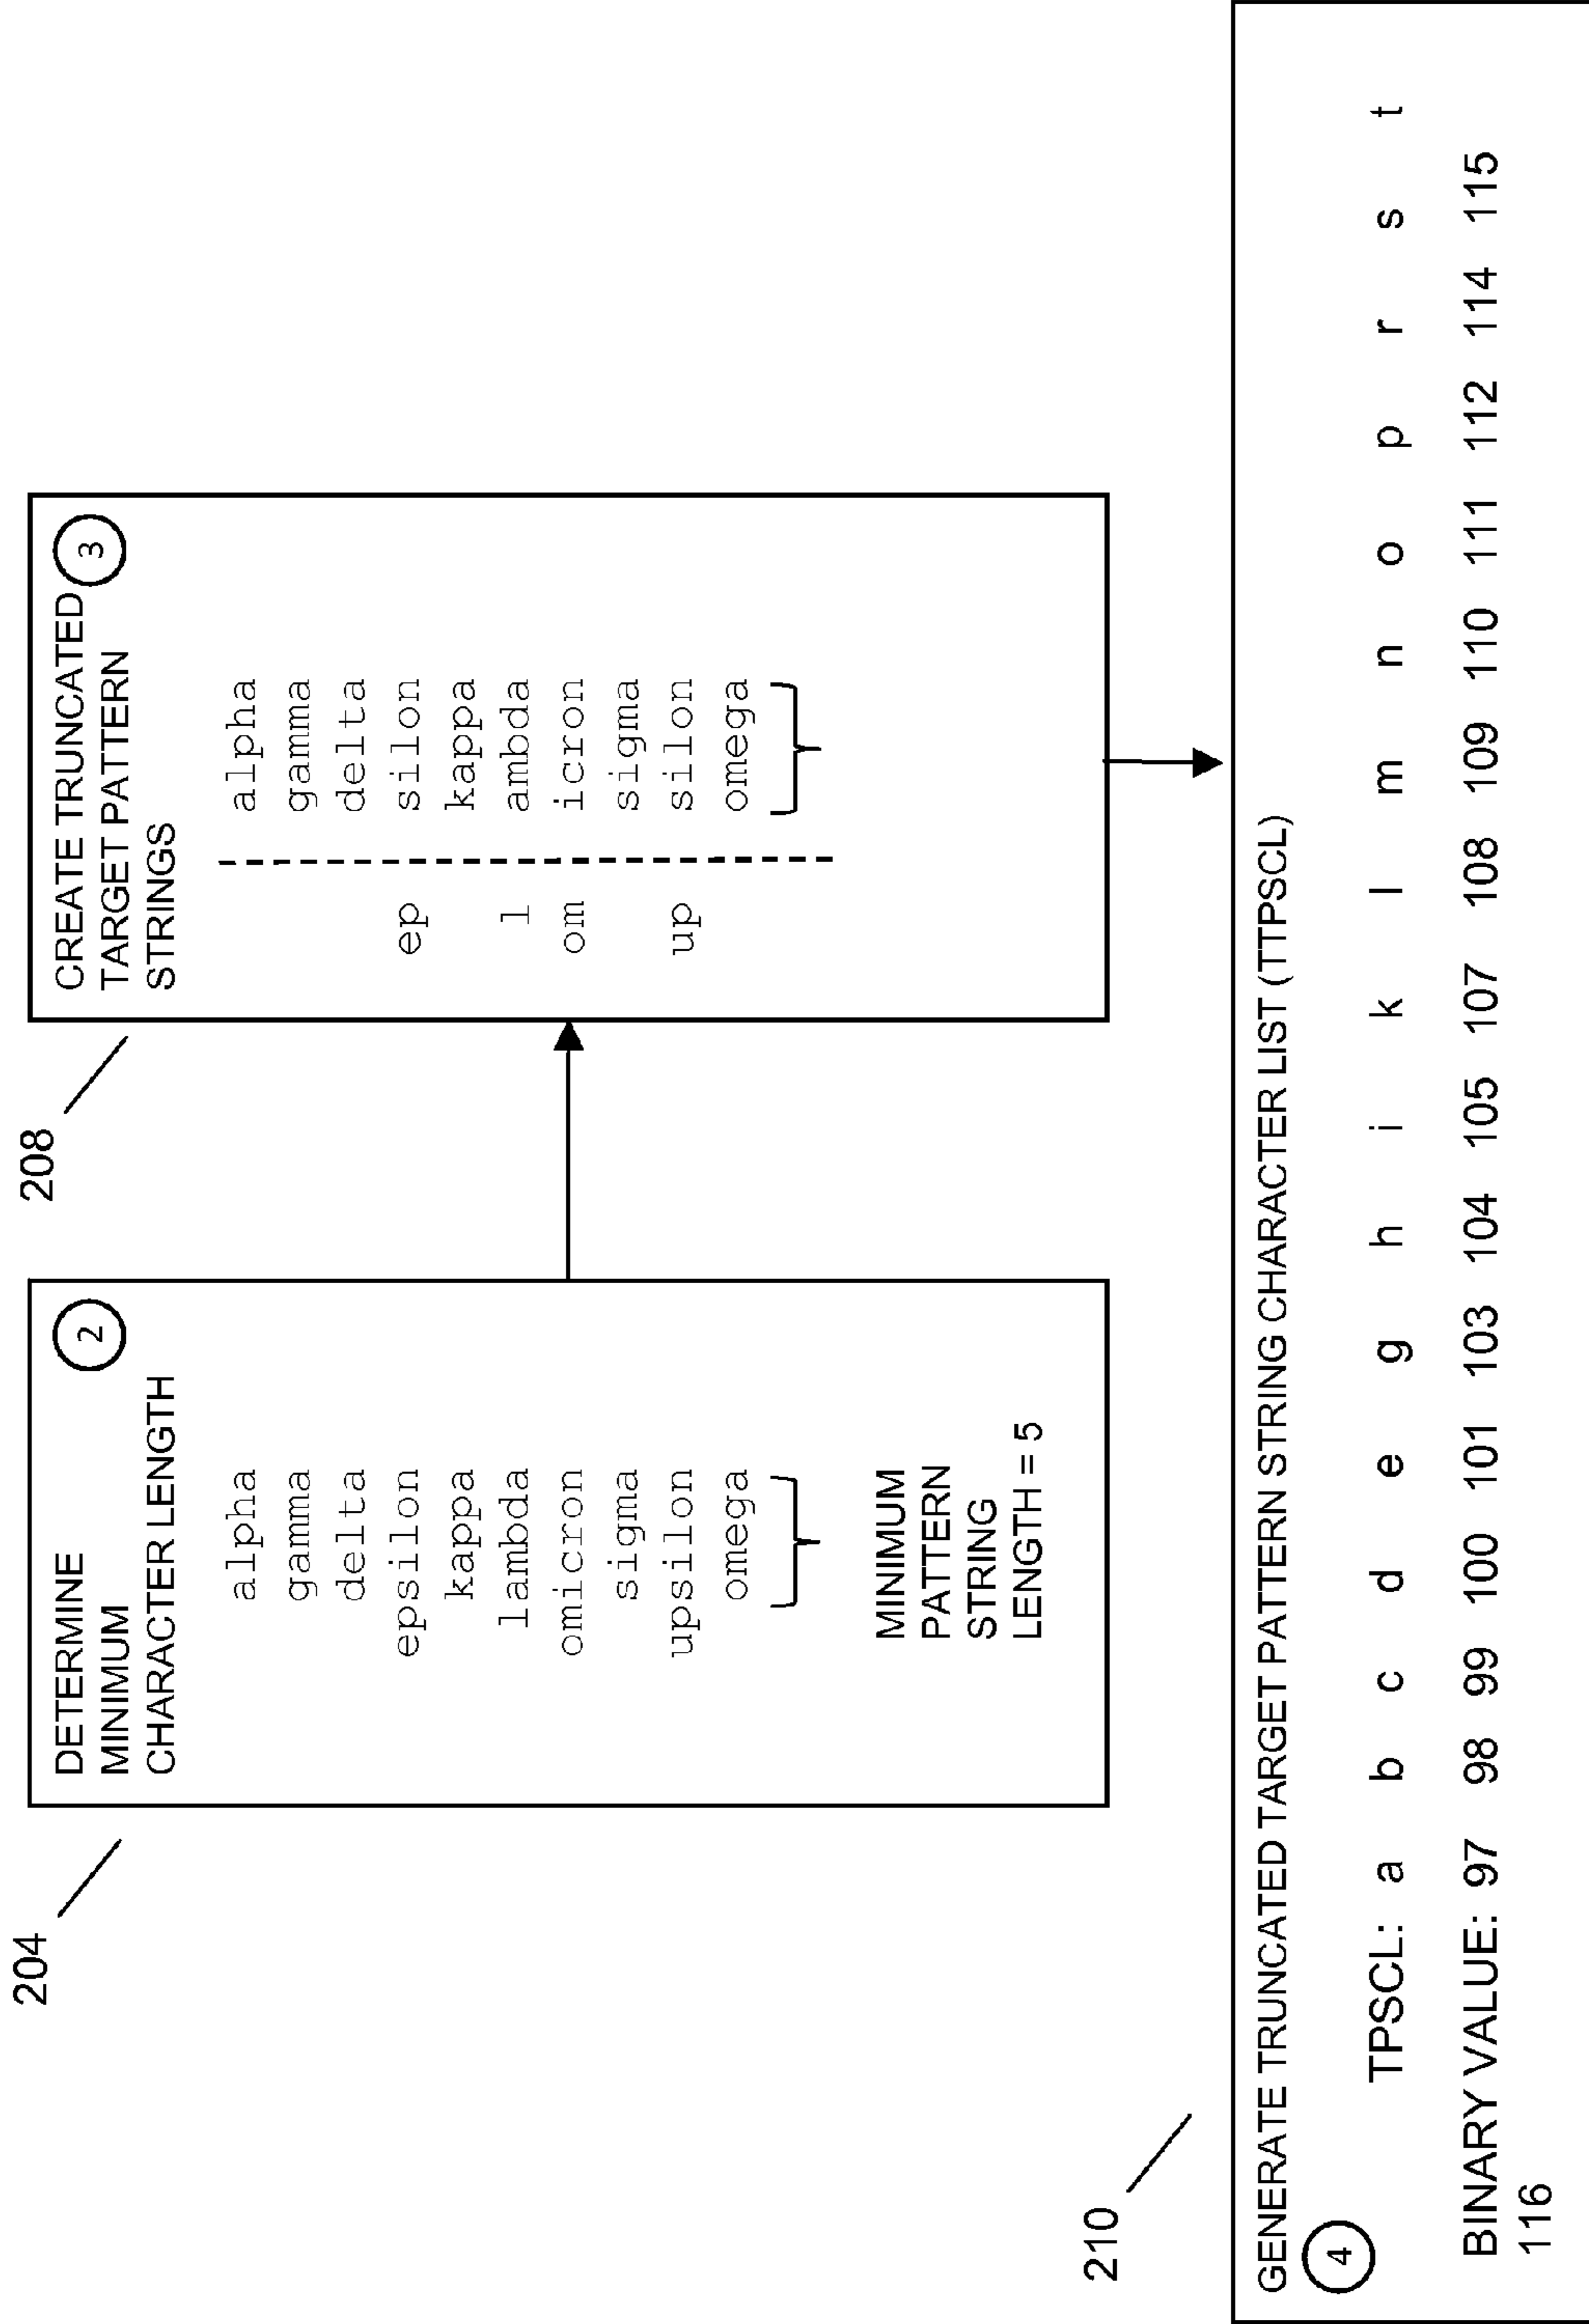 204
DETERMINE
MINIMUM
CHARACTER LENGTH
2
alpha
gamma
delta
epsilon
kappa
lambda
omicron
sigma
upsilon
omega
MINIMUM
PATTERN
STRING
LENGTH = 5
208
CREATE TRUNCATED
TARGET PATTERN
STRINGS
3
alpha
gamma
delta
ep silon
kappa
l ambda
om icron
sigma
up silon
omega
210
GENERATE TRUNCATED TARGET PATTERN STRING CHARACTER LIST (TTPSCL)
4
TPSCL: a b c d e g h i k l m n o p r s t
BINARY VALUE: 97 98 99 100 101 103 104 105 107 108 109 110 111 112 114 115
116